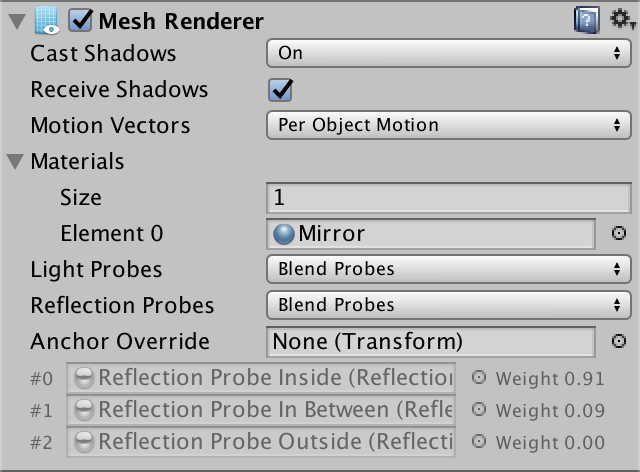 Mesh Renderer
Cast Shadows On
Receive Shadows
Motion Vectors Per Object Motion
Materials
Size 1
Element 0 Mirror
Light Probes Blend Probes
Reflection Probes Blend Probes
Anchor Override None (Transform)
#0 Reflection Probe Inside (Reflection Weight 0.91
#1 Reflection Probe In Between (Refle Weight 0.09
#2 Reflection Probe Outside (Reflecti Weight 0.00